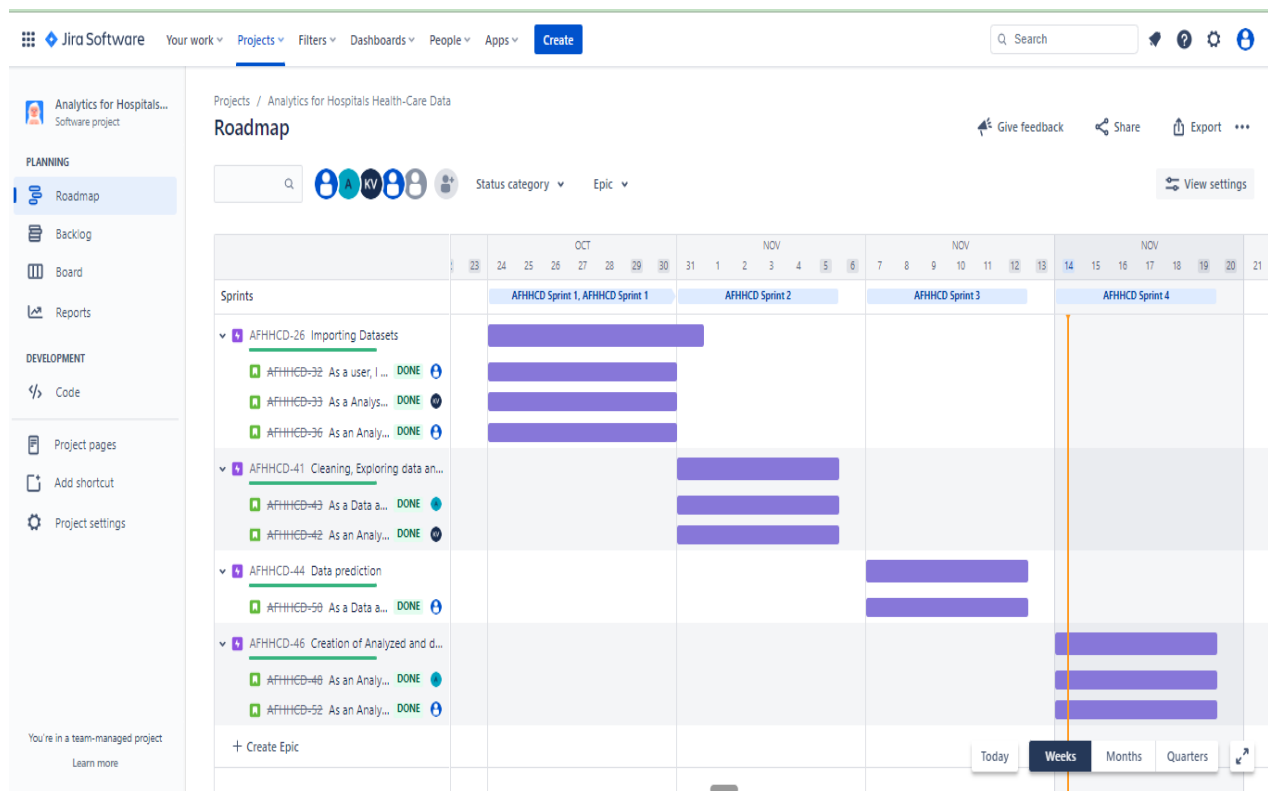 Jira Software Your work Projects Filters Dashboards People Apps Create Search
Analytics for Hospitals...
Software project
PLANNING
Roadmap
Backlog
Board
Reports
DEVELOPMENT
Code
Project pages
Add shortcut
Project settings
You're in a team-managed project
Learn more
Projects / Analytics for Hospitals Health-Care Data
Roadmap
Give feedback Share Export
A KV Status category Epic View settings
OCT NOV NOV NOV
23 24 25 26 27 28 29 30 31 1 2 3 4 5 6 7 8 9 10 11 12 13 14 15 16 17 18 19 20 21
Sprints AFHHCD Sprint 1, AFHHCD Sprint 1 AFHHCD Sprint 2 AFHHCD Sprint 3 AFHHCD Sprint 4
AFHHCD-26 Importing Datasets
AFHHCD-32 As a user, I ... DONE
AFHHCD-33 As a Analys... DONE KV
AFHHCD-36 As an Analy... DONE
AFHHCD-41 Cleaning, Exploring data an...
AFHHCD-43 As a Data a... DONE A
AFHHCD-42 As an Analy... DONE KV
AFHHCD-44 Data prediction
AFHHCD-50 As a Data a... DONE
AFHHCD-46 Creation of Analyzed and d...
AFHHCD-48 As an Analy... DONE A
AFHHCD-52 As an Analy... DONE
+ Create Epic
Today Weeks Months Quarters